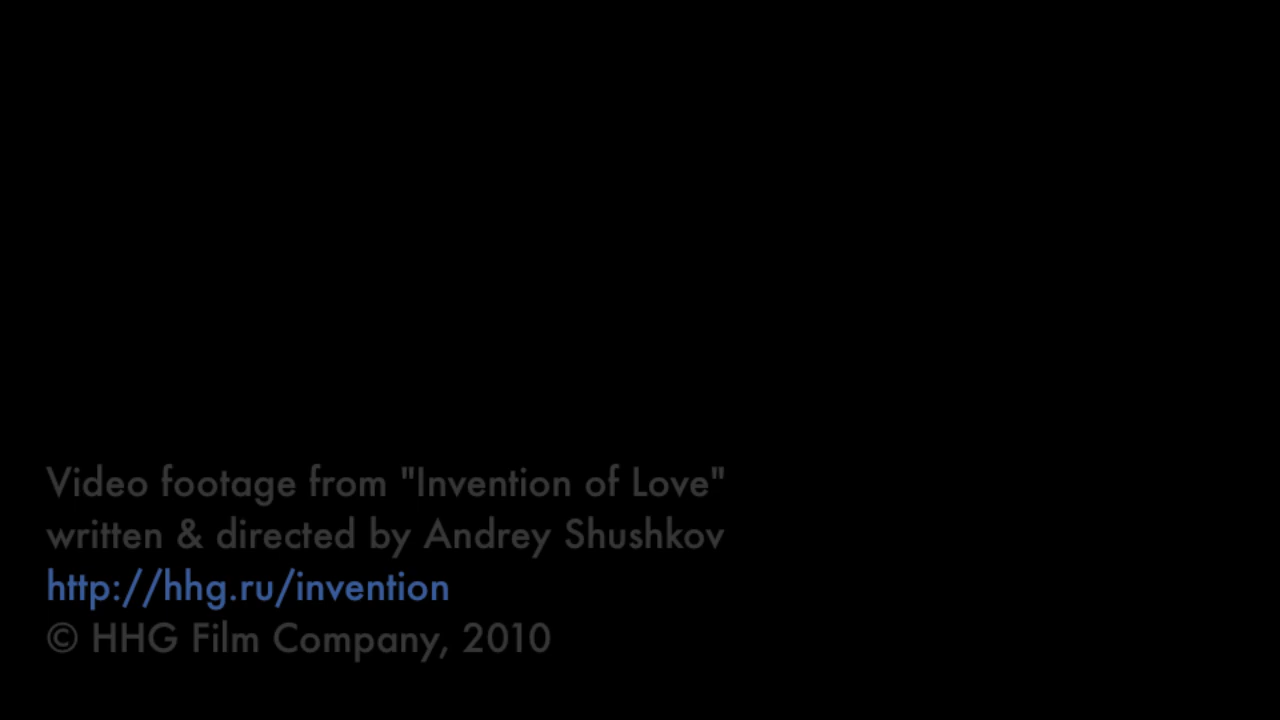 Video footage from "Invention of Love"
written & directed by Andrey Shushkov
http://hhg.ru/invention
© HHG Film Company, 2010